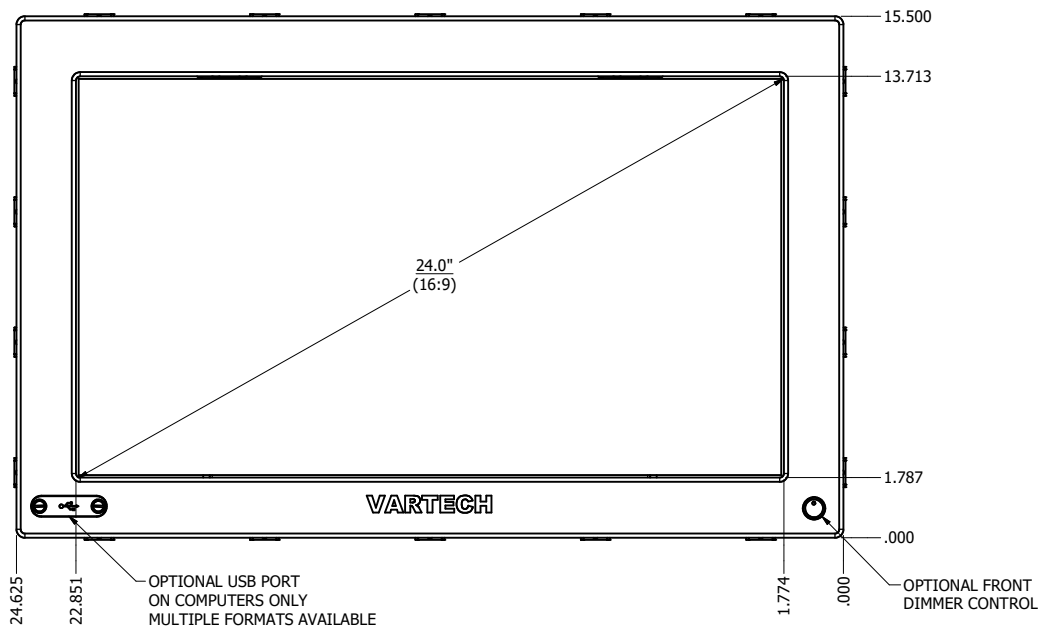 15.500
13.713
24.0"
(16:9)
1.787
VARTECH
.000
24.625
22.851
1.774
.000
OPTIONAL USB PORT
ON COMPUTERS ONLY
MULTIPLE FORMATS AVAILABLE
OPTIONAL FRONT
DIMMER CONTROL